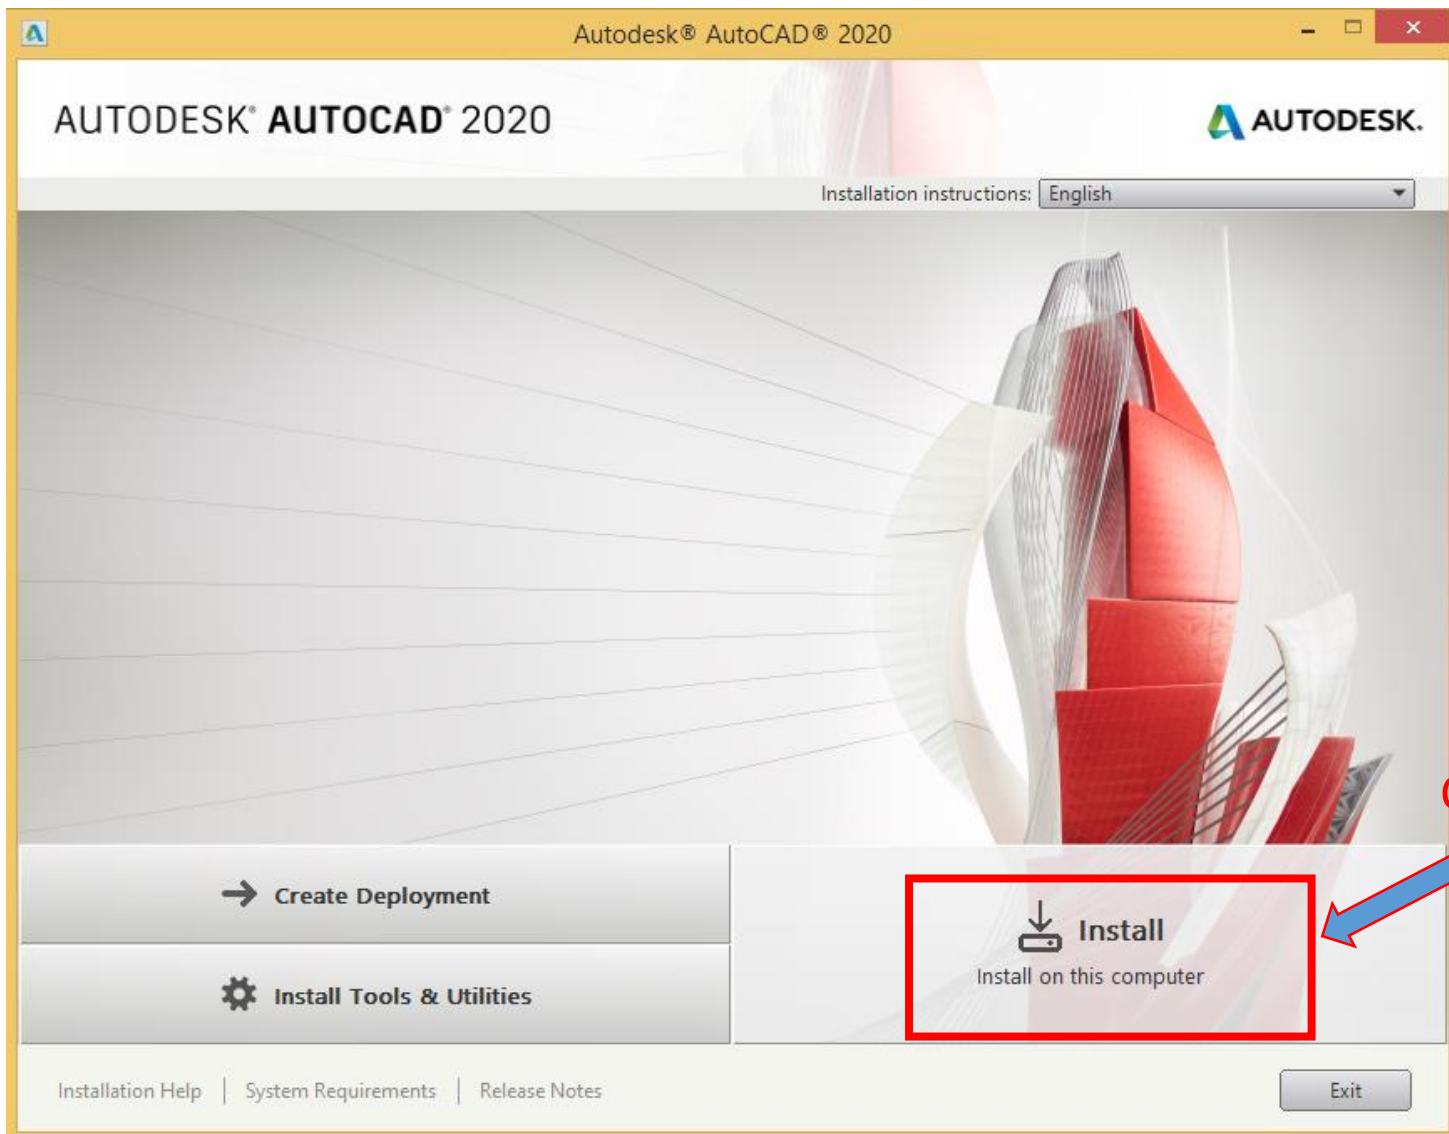 Autodesk® AutoCAD® 2020
AUTODESK® AUTOCAD® 2020
AUTODESK.
Installation instructions: English
Create Deployment
Install Tools & Utilities
Install
Install on this computer
Installation Help | System Requirements | Release Notes
Exit